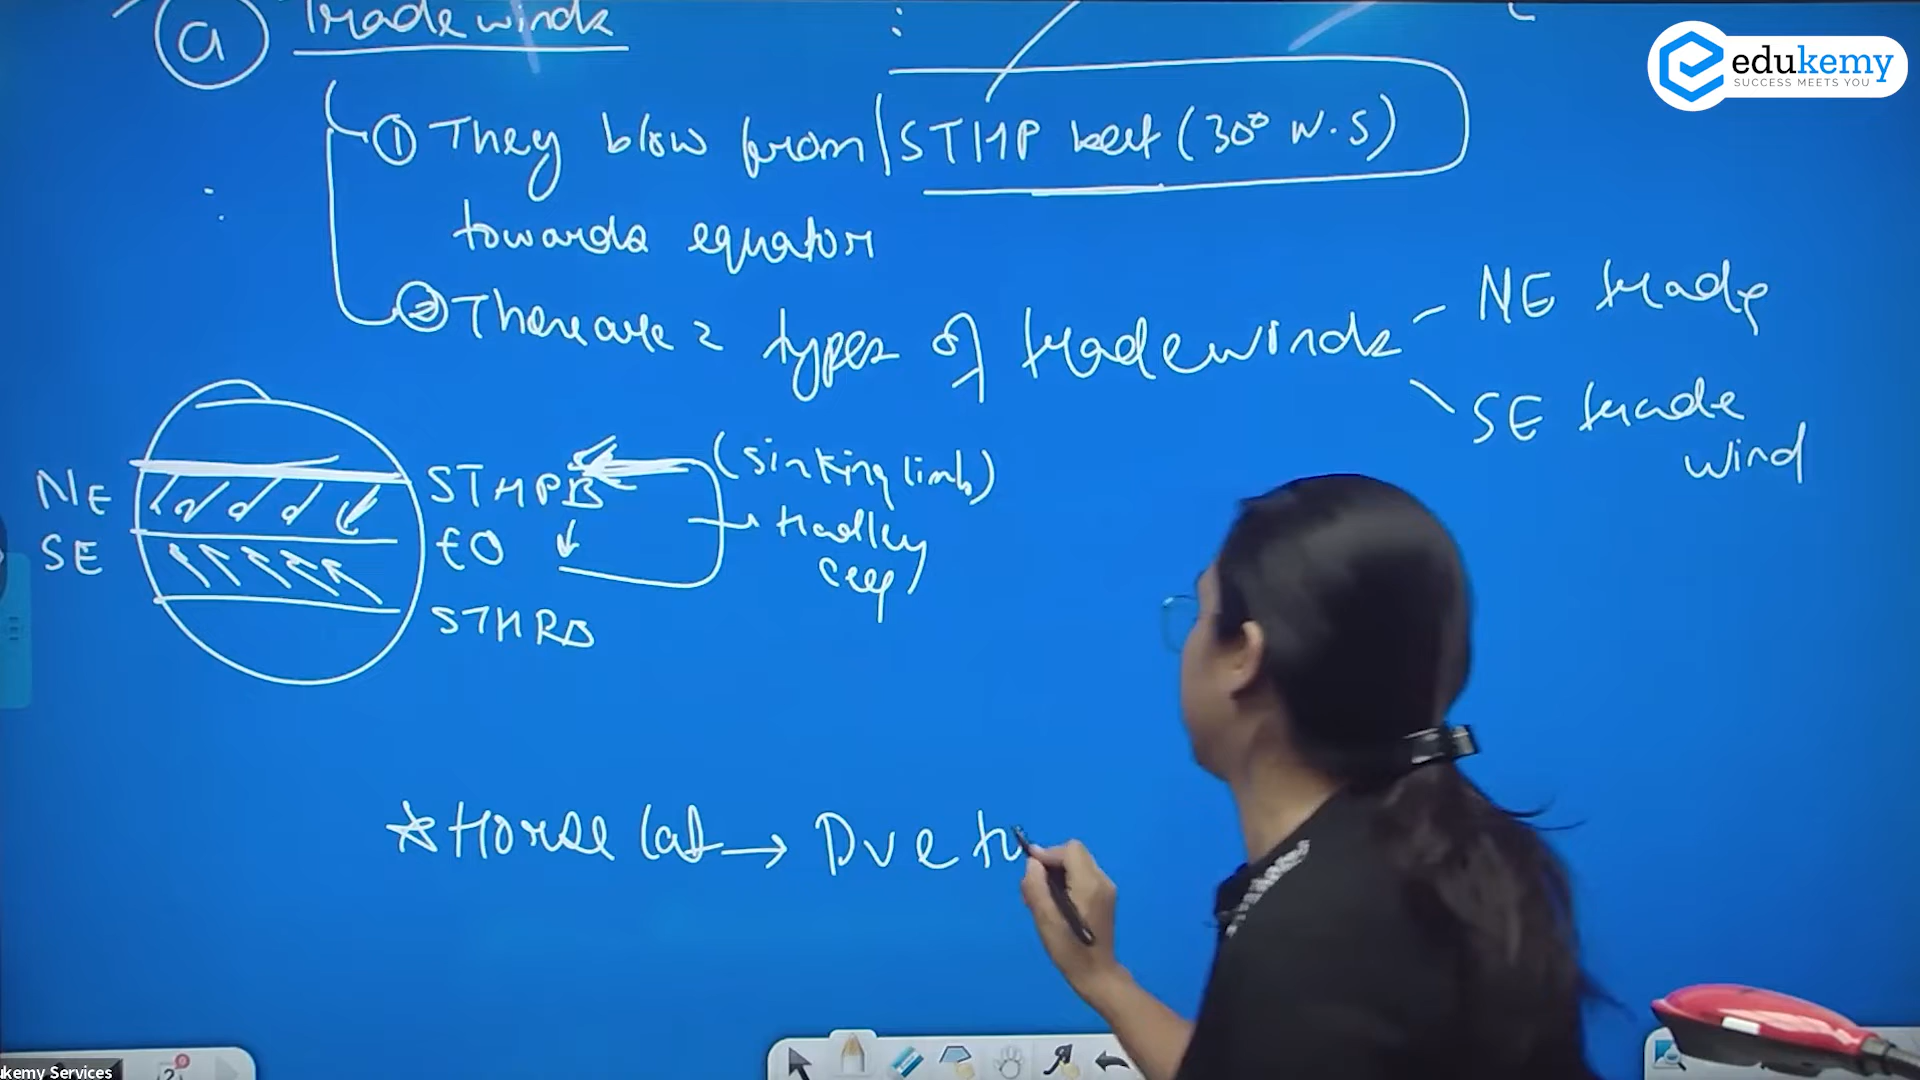 a Trade winds
edukemy
SUCCESS MEETS YOU
① They blow from STHP belt (30° N.S)
towards equator
② There are 2 types of tradewinds
NE trade
SE trade
wind
NE
SE
STHPB
EO
STHPB
(sinking limb)
Hadley
cell
☆ Horse lat → Due to
kemy Services